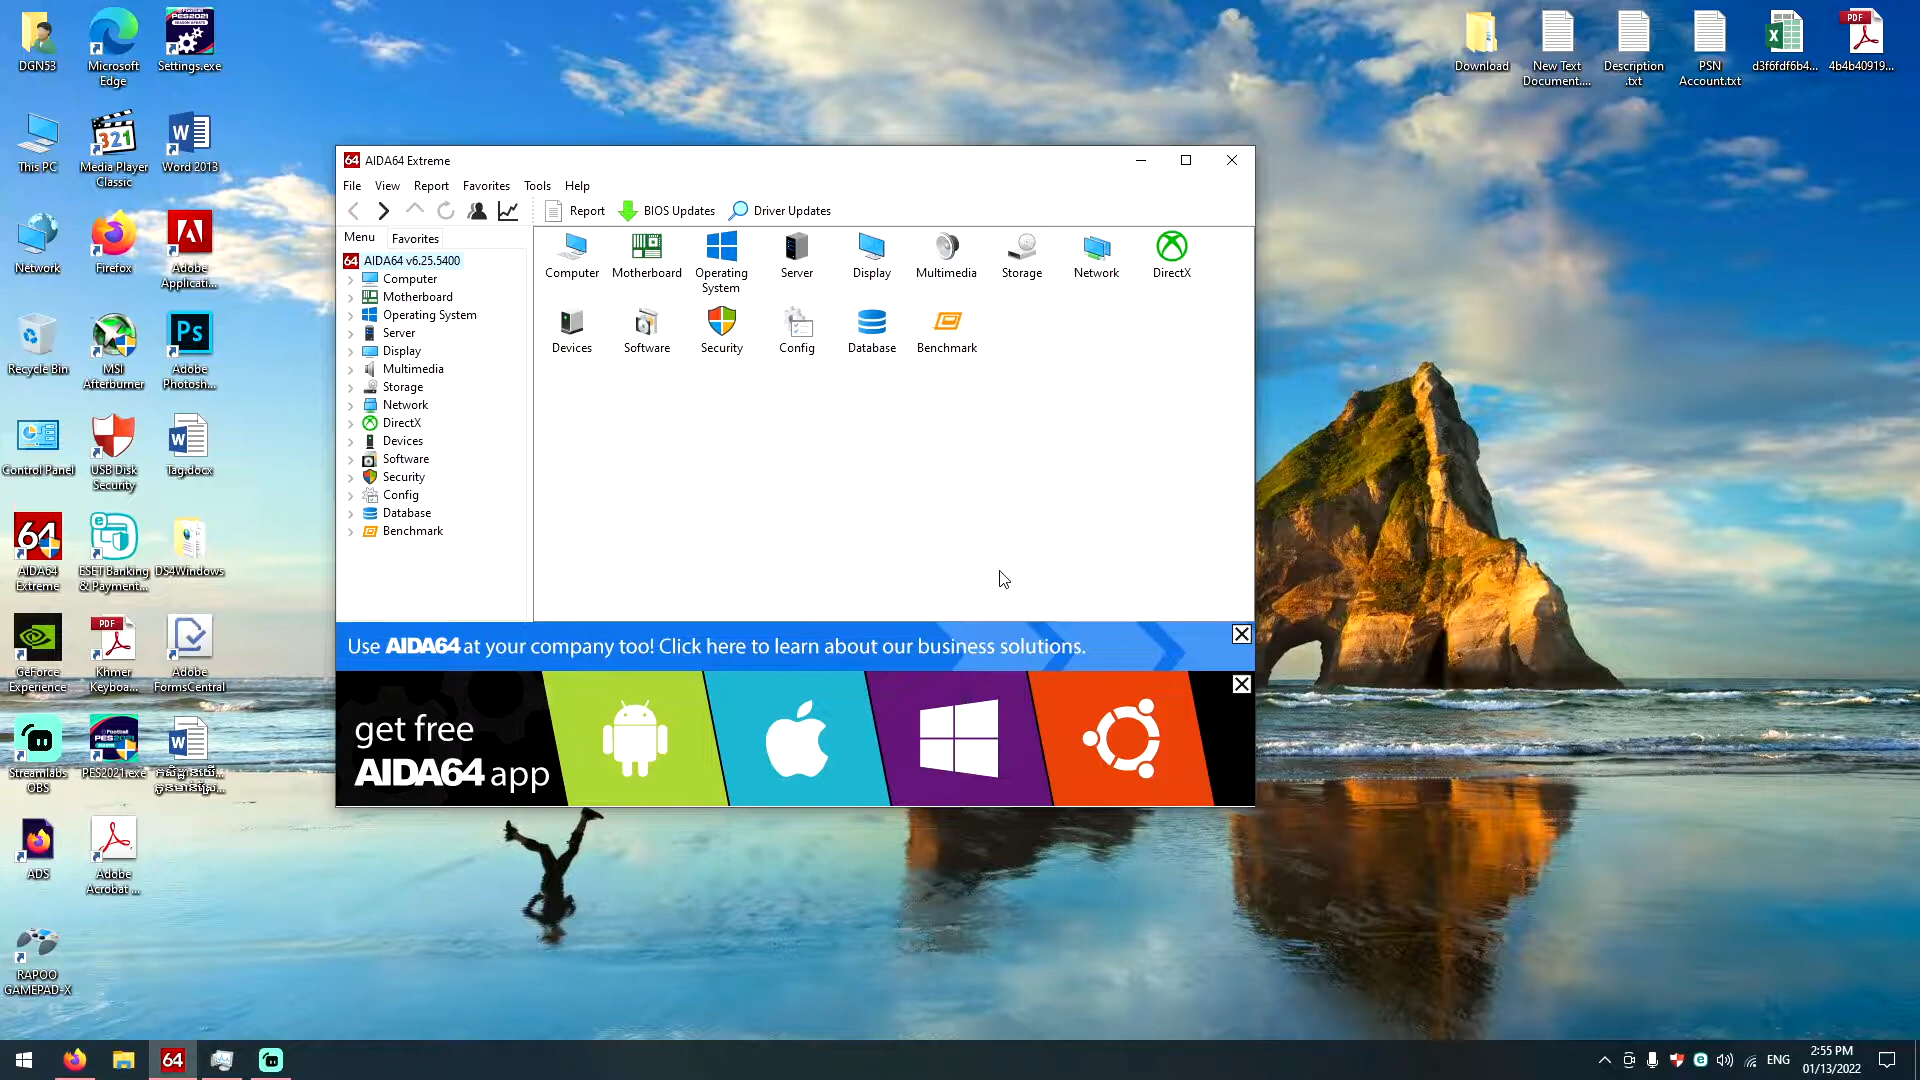 DGN53
Microsoft
Edge
Settings.exe
This PC
Media Player
Classic
Word 2013
Network
Firefox
Adobe
Applicati...
Recycle Bin
MSI
Afterburner
Adobe
Photosh...
Control Panel
USB Disk
Security
Tag.docx
AIDA64
Extreme
ESET Banking
& Payment...
DS4Windows
GeForce
Experience
Khmer
Keyboa...
Adobe
FormsCentral
Streamlabs
OBS
PES2021.exe
ADS
Adobe
Acrobat ...
RAPOO
GAMEPAD-X
Download
New Text
Document....
Description
.txt
PSN
Account.txt
d3f6fdf6b4...
4b4b40919...
64 AIDA64 Extreme
File View Report Favorites Tools Help
Report BIOS Updates Driver Updates
Menu Favorites
64 AIDA64 v6.25.5400
Computer
Motherboard
Operating System
Server
Display
Multimedia
Storage
Network
DirectX
Devices
Software
Security
Config
Database
Benchmark
Computer Motherboard Operating System Server Display Multimedia Storage Network DirectX
Devices Software Security Config Database Benchmark
Use AIDA64 at your company too! Click here to learn about our business solutions.
get free
AIDA64 app
64
ENG
2:55 PM
01/13/2022